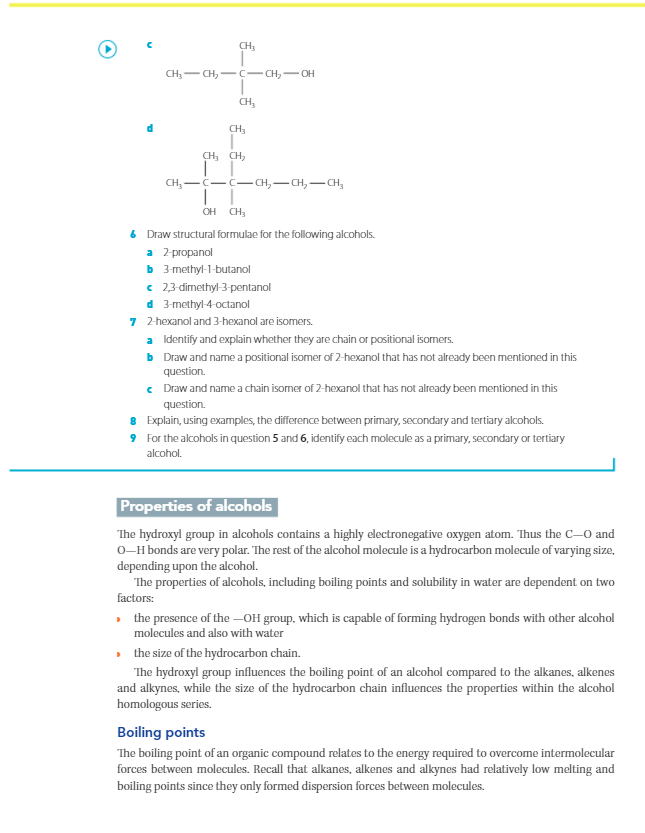 c
CH3
CH3—CH2—C—CH2—OH
CH3
d
CH3
CH3 CH2
CH3—C—C—CH2—CH2—CH3
OH CH3
6 Draw structural formulae for the following alcohols.
a 2-propanol
b 3-methyl-1-butanol
c 2,3-dimethyl-3-pentanol
d 3-methyl-4-octanol
7 2-hexanol and 3-hexanol are isomers.
a Identify and explain whether they are chain or positional isomers.
b Draw and name a positional isomer of 2-hexanol that has not already been mentioned in this
question.
c Draw and name a chain isomer of 2-hexanol that has not already been mentioned in this
question.
8 Explain, using examples, the difference between primary, secondary and tertiary alcohols.
9 For the alcohols in question 5 and 6, identify each molecule as a primary, secondary or tertiary
alcohol.
Properties of alcohols
The hydroxyl group in alcohols contains a highly electronegative oxygen atom. Thus the C—O and
O—H bonds are very polar. The rest of the alcohol molecule is a hydrocarbon molecule of varying size,
depending upon the alcohol.
The properties of alcohols, including boiling points and solubility in water are dependent on two
factors:
the presence of the —OH group, which is capable of forming hydrogen bonds with other alcohol
molecules and also with water
the size of the hydrocarbon chain.
The hydroxyl group influences the boiling point of an alcohol compared to the alkanes, alkenes
and alkynes, while the size of the hydrocarbon chain influences the properties within the alcohol
homologous series.
Boiling points
The boiling point of an organic compound relates to the energy required to overcome intermolecular
forces between molecules. Recall that alkanes, alkenes and alkynes had relatively low melting and
boiling points since they only formed dispersion forces between molecules.